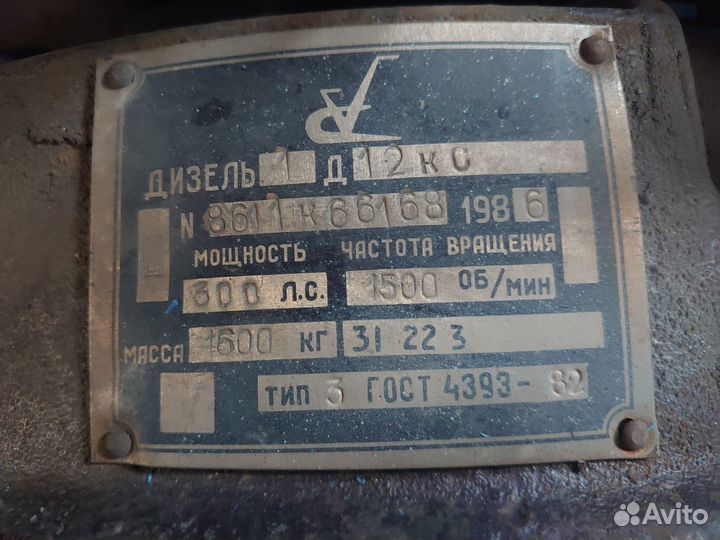 ДИЗЕЛЬ 1 Д 12КС
N 8611К66168 1986
МОЩНОСТЬ ЧАСТОТА ВРАЩЕНИЯ
300 Л.С. 1500 ОБ/МИН
МАССА 1600 КГ 31 22 3
ТИП 3 ГОСТ 4393-82
Avito